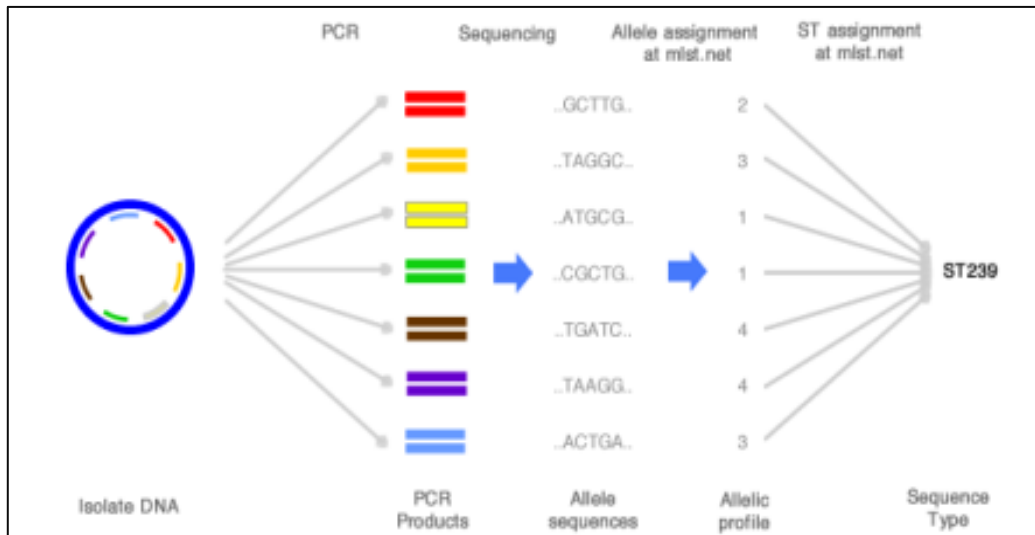 PCR
Sequencing
Allele assignment
at mlst.net
ST assignment
at mlst.net
..GCTTG..
2
..TAGGC..
3
..ATGCG..
1
..CGCTG..
1
ST239
..TGATC..
4
..TAAGG..
4
..ACTGA..
3
Isolate DNA
PCR
Products
Allele
sequences
Allelic
profile
Sequence
Type